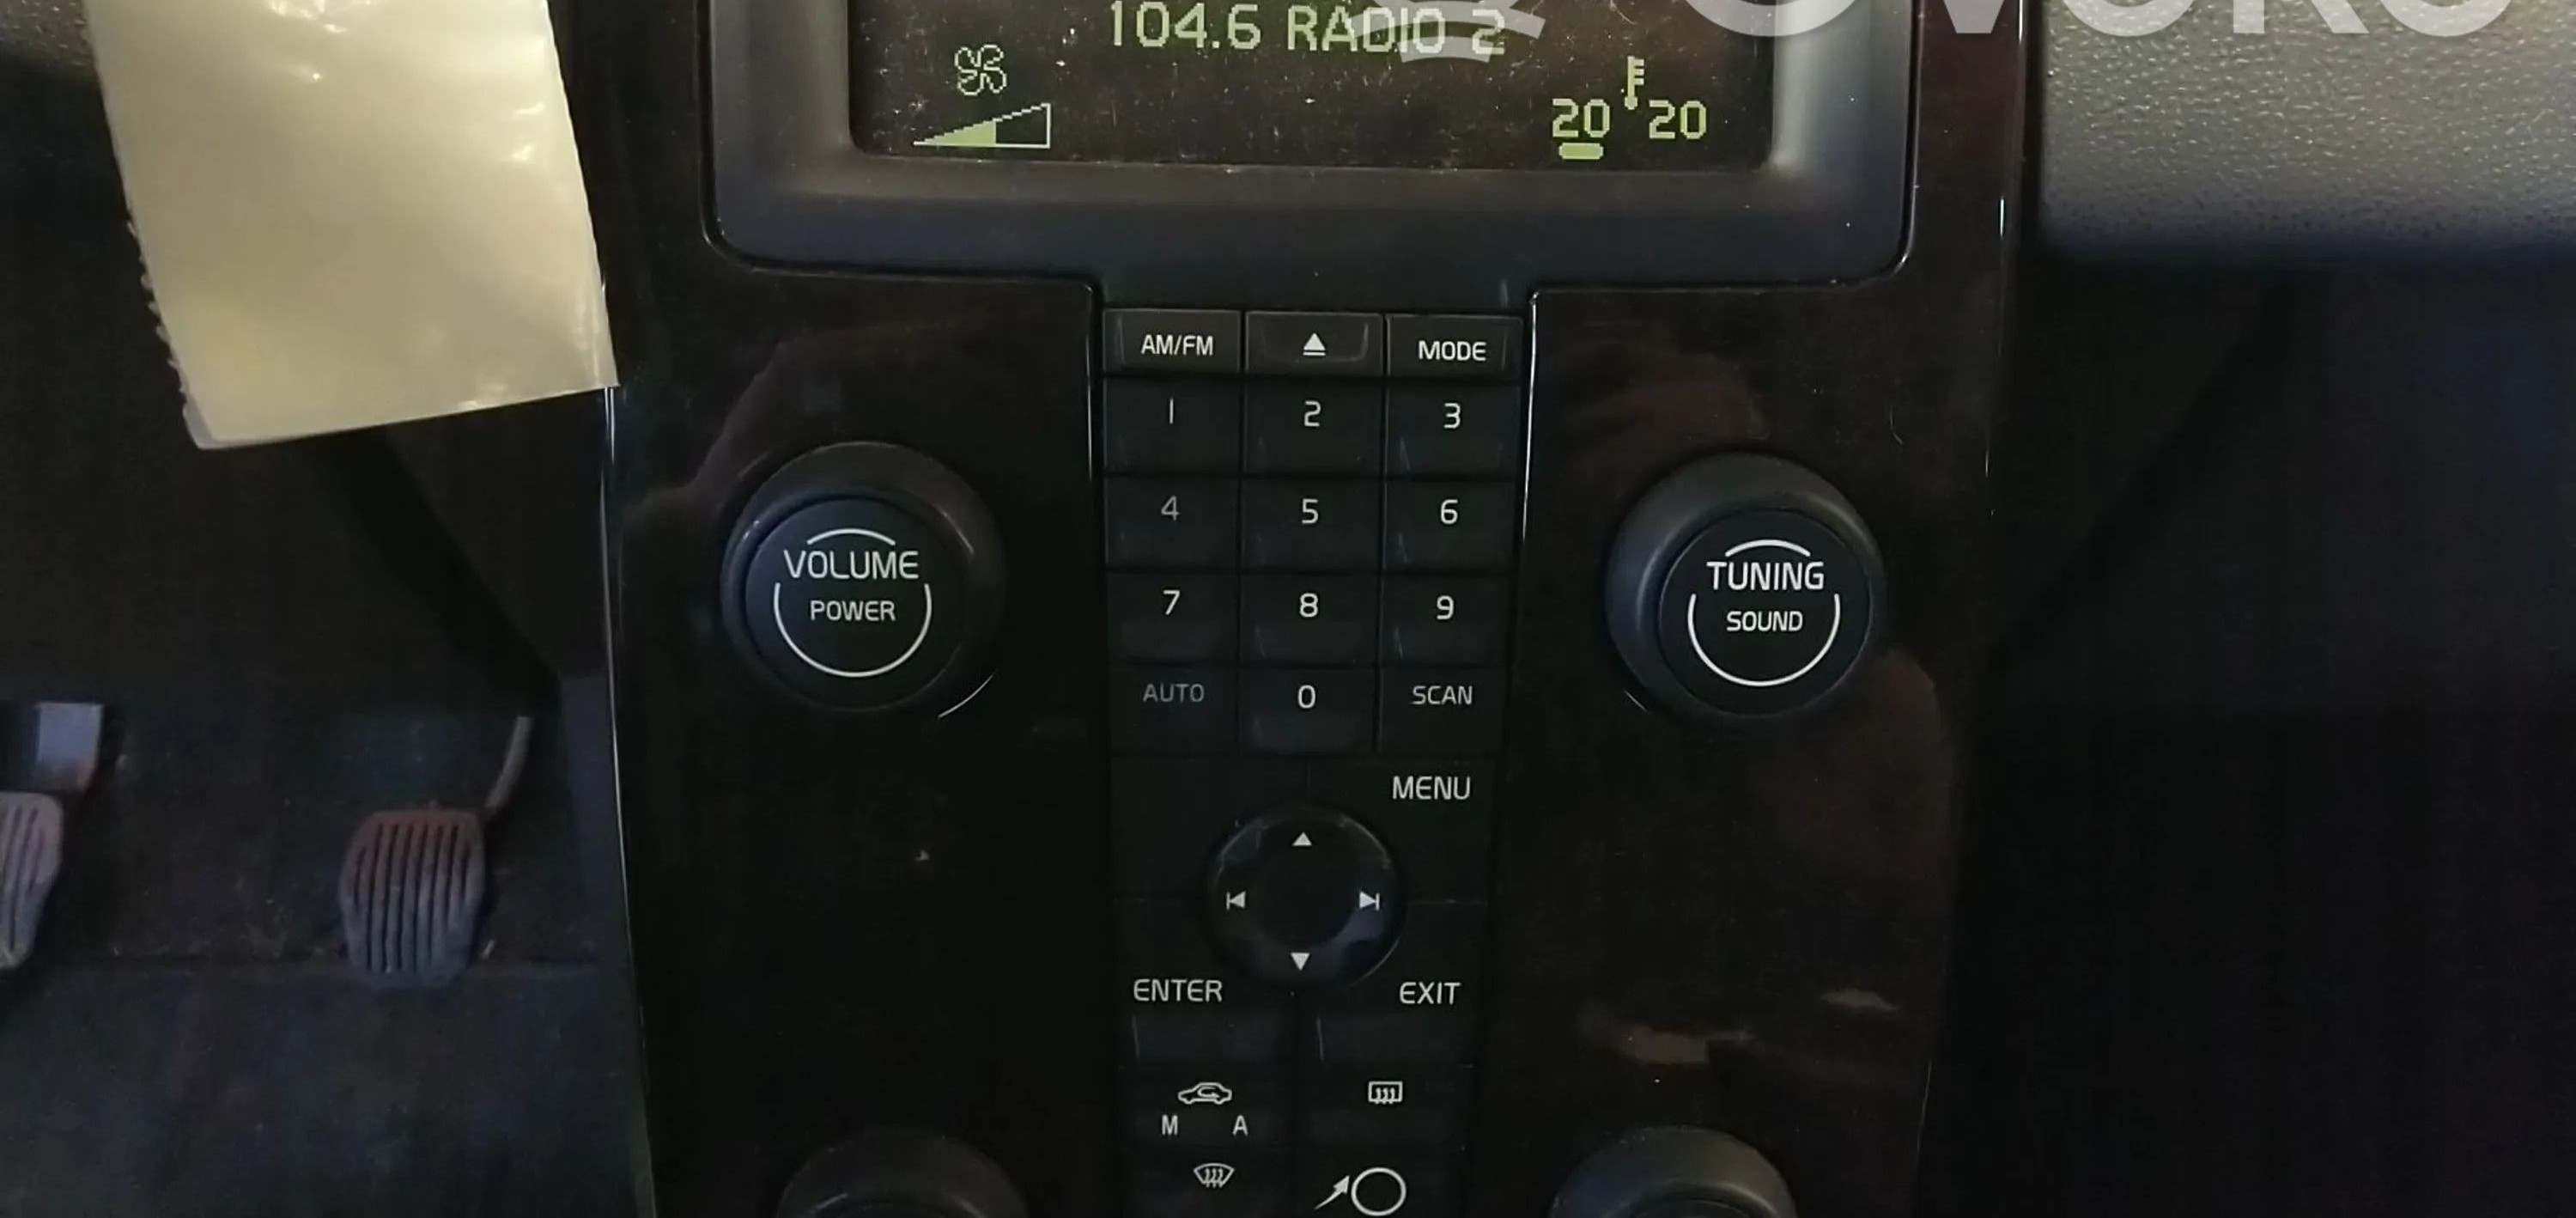 104.6 RADIO 2
20 20
AM/FM MODE
1 2 3
4 5 6
7 8 9
AUTO 0 SCAN
VOLUME
POWER
TUNING
SOUND
MENU
ENTER EXIT
M A